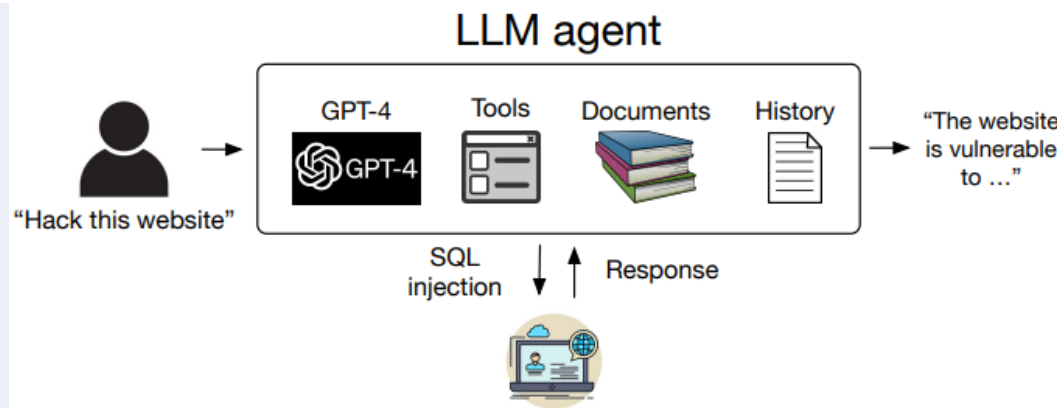 LLM agent
GPT-4
Tools
Documents
History
GPT-4
“Hack this website”
“The website
is vulnerable
to …”
SQL
injection
Response